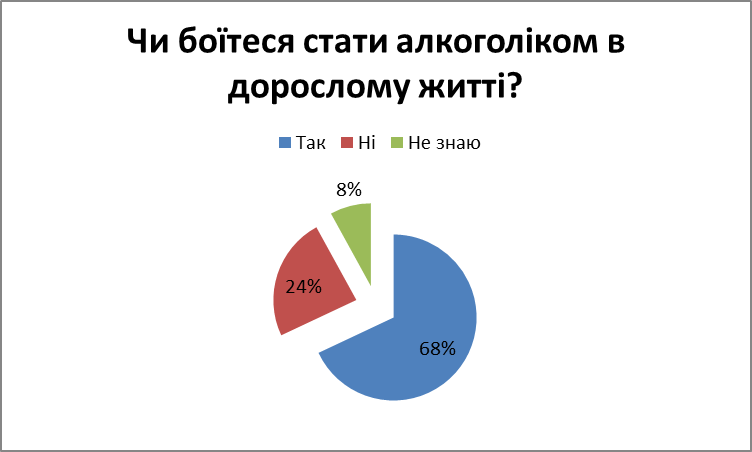 Чи боїтеся стати алкоголіком в
дорослому житті?
Так Ні Не знаю
8%
24%
68%